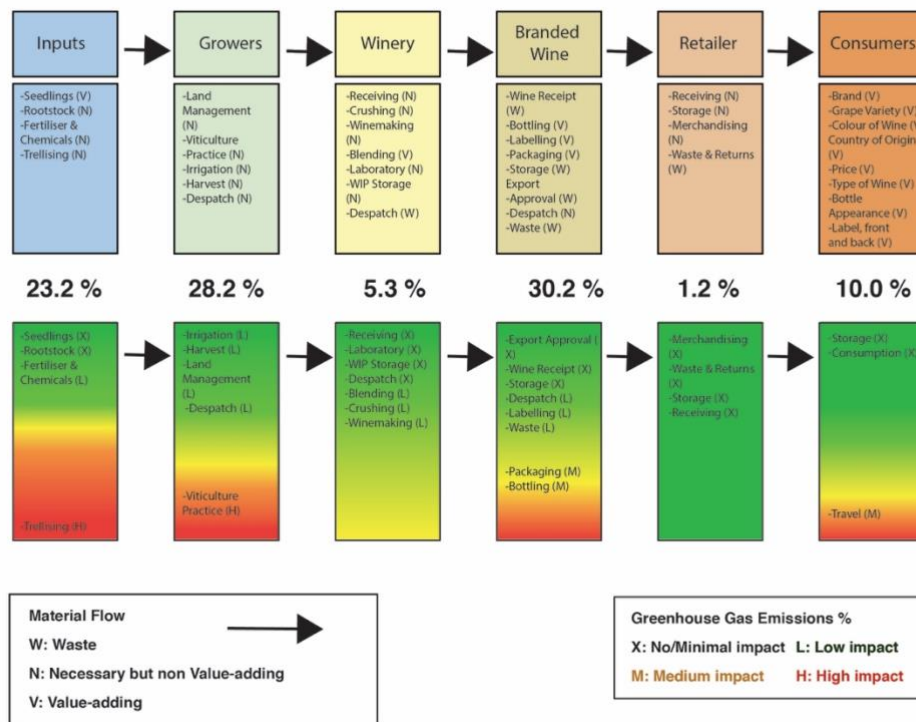 Inputs
Growers
Winery
Branded
Wine
Retailer
Consumers
-Seedlings (V)
-Rootstock (N)
-Fertiliser &
Chemicals (N)
-Trellising (N)
-Land
Management
(N)
-Viticulture
-Practice (N)
-Irrigation (N)
-Harvest (N)
-Despatch (N)
-Receiving (N)
-Crushing (N)
-Winemaking
(N)
-Blending (V)
-Laboratory (N)
-WIP Storage
(N)
-Despatch (W)
-Wine Receipt
(W)
-Bottling (V)
-Labelling (V)
-Packaging (V)
-Storage (W)
Export
-Approval (W)
-Despatch (N)
-Waste (W)
-Receiving (N)
-Storage (N)
-Merchandising
(N)
-Waste & Returns
(W)
-Brand (V)
-Grape Variety (V)
-Colour of Wine (V
Country of Origin
(V)
-Price (V)
-Type of Wine (V)
-Bottle
Appearance (V)
-Label, front
and back (V)
23.2 %
28.2 %
5.3 %
30.2 %
1.2 %
10.0 %
-Seedlings (X)
-Rootstock (X)
-Fertiliser &
Chemicals (L)
-Trellising (H)
-Irrigation (L)
-Harvest (L)
-Land
Management
(L)
-Despatch (L)
-Viticulture
Practice (H)
-Receiving (X)
-Laboratory (X)
-WIP Storage (X)
-Despatch (X)
-Blending (L)
-Crushing (L)
-Winemaking (L)
-Export Approval (
X)
-Wine Receipt (X)
-Storage (X)
-Despatch (L)
-Labelling (L)
-Waste (L)
-Packaging (M)
-Bottling (M)
-Merchandising
(X)
-Waste & Returns
(X)
-Storage (X)
-Receiving (X)
-Storage (X)
-Consumption (X)
-Travel (M)
Material Flow
W: Waste
N: Necessary but non Value-adding
V: Value-adding
Greenhouse Gas Emissions %
X: No/Minimal impact L: Low impact
M: Medium impact H: High impact